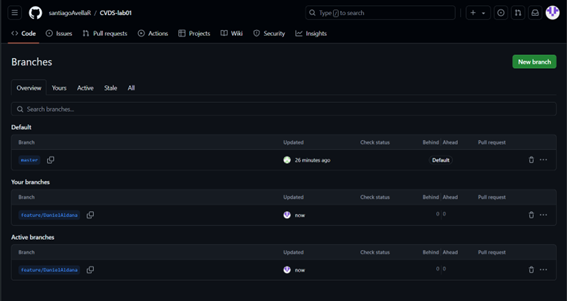 santiagoAvellaR / CVDS-lab01
Type / to search
Code Issues Pull requests Actions Projects Wiki Security Insights
Branches
New branch
Overview Yours Active Stale All
Search branches...
Default
Branch Updated Check status Behind Ahead Pull request
master 26 minutes ago Default
Your branches
Branch Updated Check status Behind Ahead Pull request
feature/DanielAldana now 0 0
Active branches
Branch Updated Check status Behind Ahead Pull request
feature/DanielAldana now 0 0